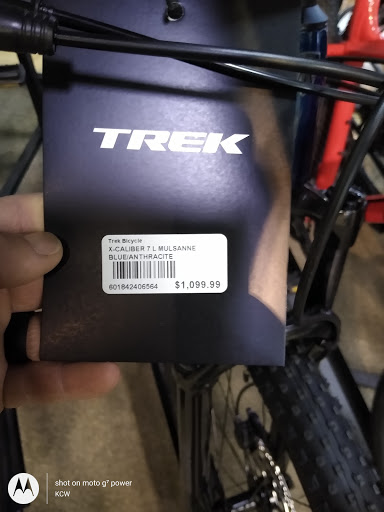 TREK
Trek Bicycle
X-CALIBER 7 L MULSANNE
BLUE/ANTHRACITE
601842406564 $1,099.99
shot on moto g⁷ power
KCW